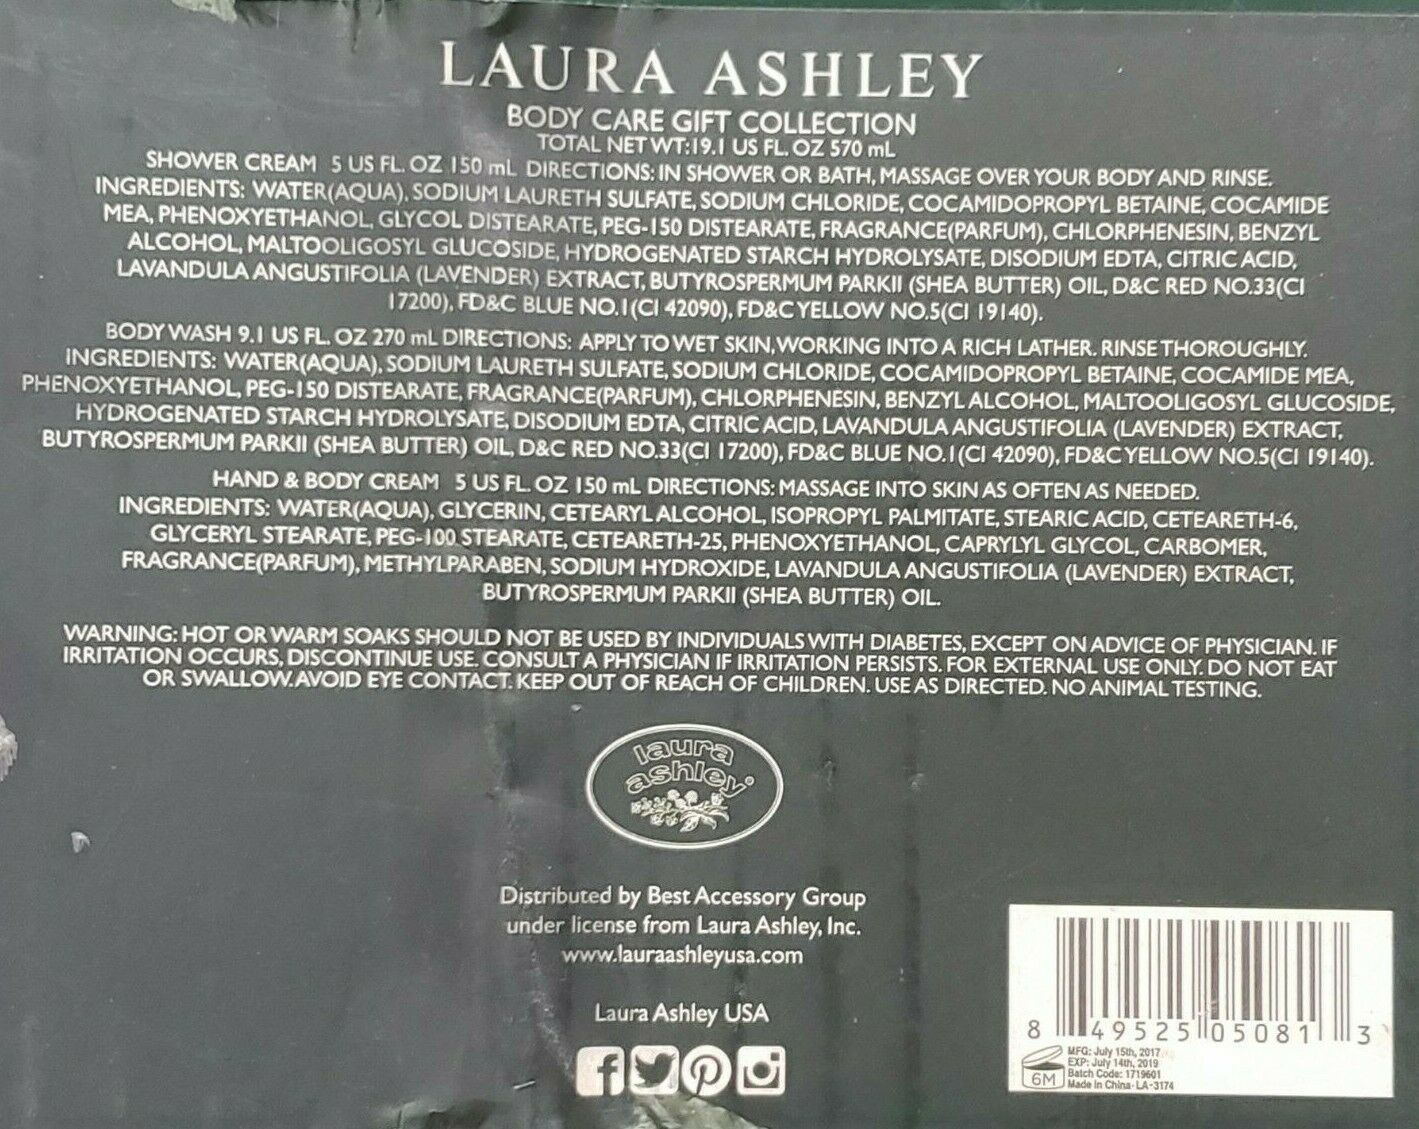 LAURA ASHLEY
BODY CARE GIFT COLLECTION
TOTAL NET WT:19.1 US FL. OZ 570 mL
SHOWER CREAM 5 US FL. OZ 150 mL DIRECTIONS: IN SHOWER OR BATH, MASSAGE OVER YOUR BODY AND RINSE.
INGREDIENTS: WATER(AQUA), SODIUM LAURETH SULFATE, SODIUM CHLORIDE, COCAMIDOPROPYL BETAINE, COCAMIDE
MEA, PHENOXYETHANOL, GLYCOL DISTEARATE, PEG-150 DISTEARATE, FRAGRANCE(PARFUM), CHLORPHENESIN, BENZYL
ALCOHOL, MALTOOLIGOSYL GLUCOSIDE, HYDROGENATED STARCH HYDROLYSATE, DISODIUM EDTA, CITRIC ACID,
LAVANDULA ANGUSTIFOLIA (LAVENDER) EXTRACT, BUTYROSPERMUM PARKII (SHEA BUTTER) OIL, D&C RED NO.33(CI
17200), FD&C BLUE NO.1(CI 42090), FD&C YELLOW NO.5(CI 19140).
BODY WASH 9.1 US FL. OZ 270 mL DIRECTIONS: APPLY TO WET SKIN, WORKING INTO A RICH LATHER. RINSE THOROUGHLY.
INGREDIENTS: WATER(AQUA), SODIUM LAURETH SULFATE, SODIUM CHLORIDE, COCAMIDOPROPYL BETAINE, COCAMIDE MEA,
PHENOXYETHANOL, PEG-150 DISTEARATE, FRAGRANCE(PARFUM), CHLORPHENESIN, BENZYL ALCOHOL, MALTOOLIGOSYL GLUCOSIDE,
HYDROGENATED STARCH HYDROLYSATE, DISODIUM EDTA, CITRIC ACID, LAVANDULA ANGUSTIFOLIA (LAVENDER) EXTRACT,
BUTYROSPERMUM PARKII (SHEA BUTTER) OIL, D&C RED NO.33(CI 17200), FD&C BLUE NO.1(CI 42090), FD&C YELLOW NO.5(CI 19140).
HAND & BODY CREAM 5 US FL. OZ 150 mL DIRECTIONS: MASSAGE INTO SKIN AS OFTEN AS NEEDED.
INGREDIENTS: WATER(AQUA), GLYCERIN, CETEARYL ALCOHOL, ISOPROPYL PALMITATE, STEARIC ACID, CETEARETH-6,
GLYCERYL STEARATE, PEG-100 STEARATE, CETEARETH-25, PHENOXYETHANOL, CAPRYLYL GLYCOL, CARBOMER,
FRAGRANCE(PARFUM), METHYLPARABEN, SODIUM HYDROXIDE, LAVANDULA ANGUSTIFOLIA (LAVENDER) EXTRACT,
BUTYROSPERMUM PARKII (SHEA BUTTER) OIL.
WARNING: HOT OR WARM SOAKS SHOULD NOT BE USED BY INDIVIDUALS WITH DIABETES, EXCEPT ON ADVICE OF PHYSICIAN. IF
IRRITATION OCCURS, DISCONTINUE USE. CONSULT A PHYSICIAN IF IRRITATION PERSISTS. FOR EXTERNAL USE ONLY. DO NOT EAT
OR SWALLOW. AVOID EYE CONTACT. KEEP OUT OF REACH OF CHILDREN. USE AS DIRECTED. NO ANIMAL TESTING.
laura
ashley®
Distributed by Best Accessory Group
under license from Laura Ashley, Inc.
www.lauraashleyusa.com
Laura Ashley USA
8 49525 05081 3
MFG: July 15th, 2017
EXP: July 14th, 2019
Batch Code: 1719601
Made in China-LA-3174
6M